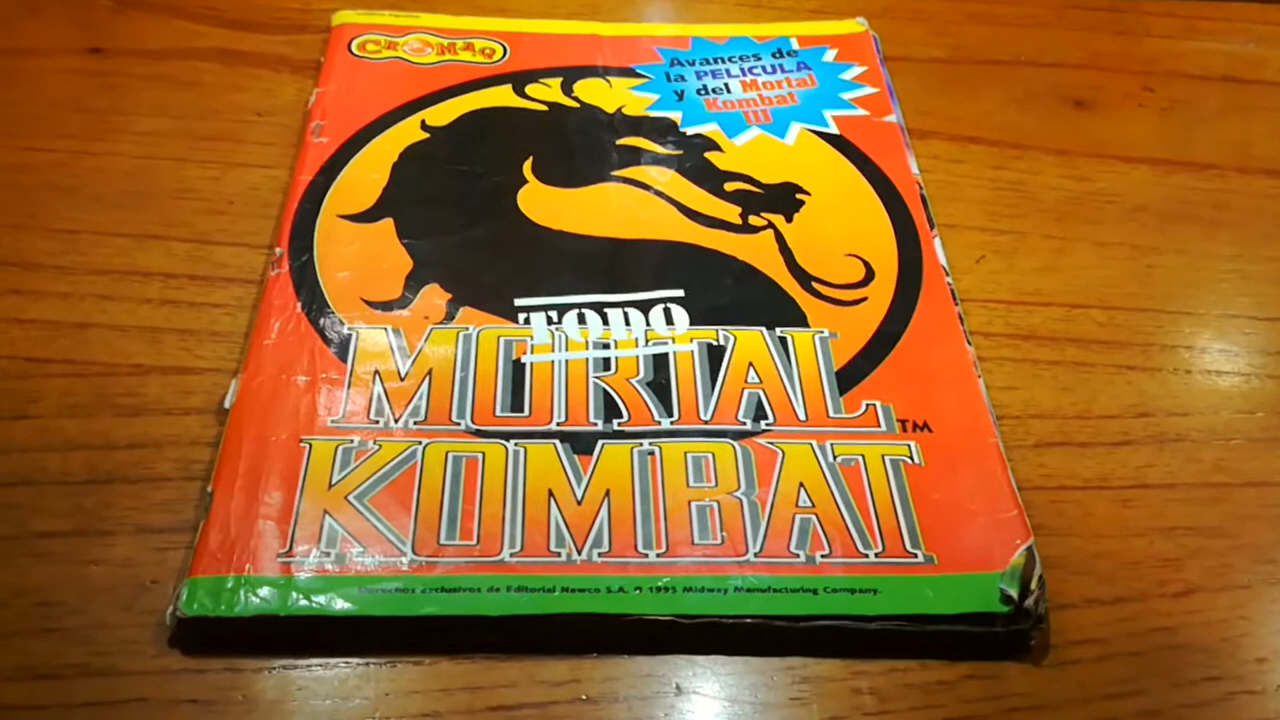 CROMAQ
Avances de
la PELÍCULA
y del Mortal
Kombat
III
TODO
MORTAL
KOMBAT TM
Derechos exclusivos de Editorial Newco S.A. © 1995 Midway Manufacturing Company.